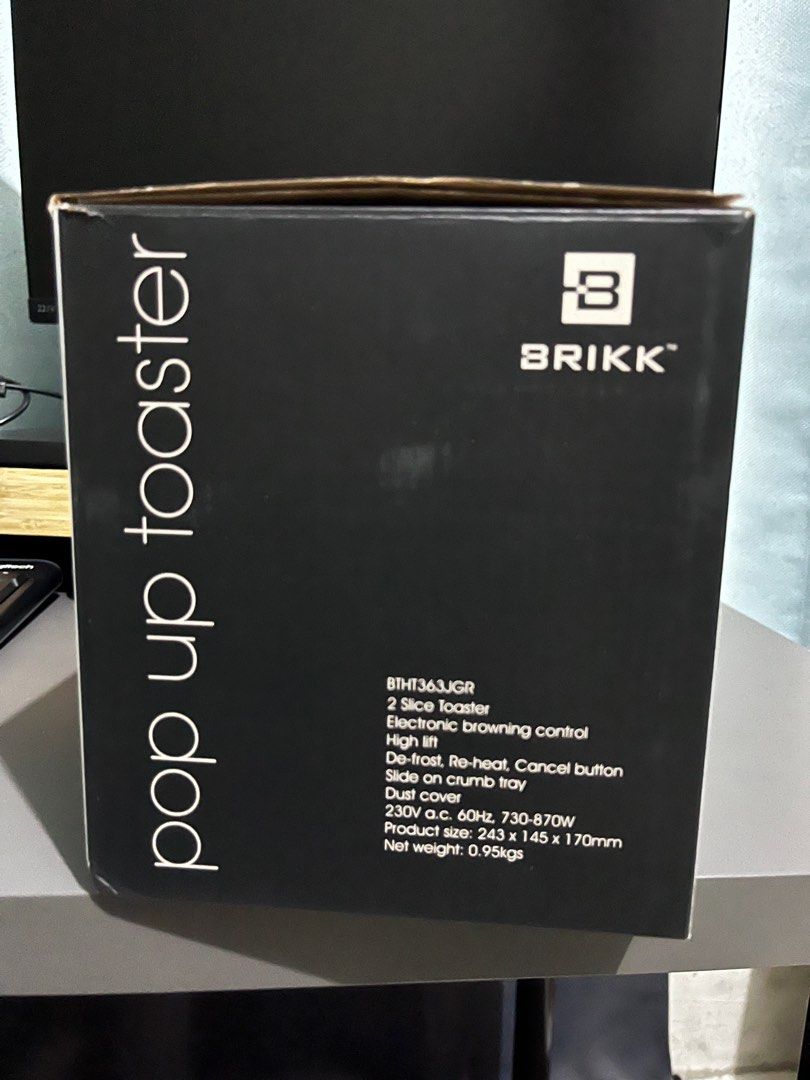 pop up toaster
B
BRIKK™
BTHT363JGR
2 Slice Toaster
Electronic browning control
High lift
De-frost, Re-heat, Cancel button
Slide on crumb tray
Dust cover
230V a.c. 60Hz, 730-870W
Product size: 243 x 145 x 170mm
Net weight: 0.95kgs